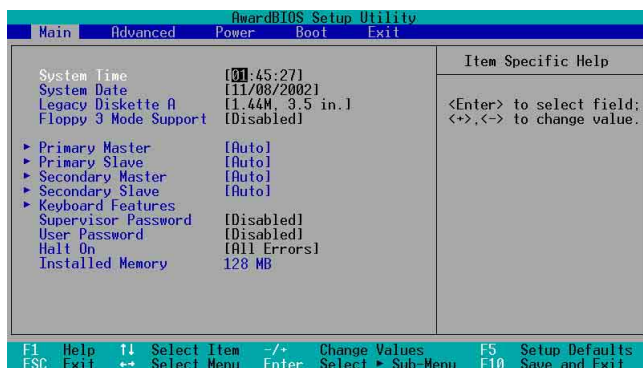 AwardBIOS Setup Utility
Main Advanced Power Boot Exit
Item Specific Help
System Time [01:45:27]
System Date [11/08/2002]
Legacy Diskette A [1.44M, 3.5 in.] <Enter> to select field;
Floppy 3 Mode Support [Disabled] <+>,<-> to change value.
▶ Primary Master [Auto]
▶ Primary Slave [Auto]
▶ Secondary Master [Auto]
▶ Secondary Slave [Auto]
▶ Keyboard Features
Supervisor Password [Disabled]
User Password [Disabled]
Halt On [All Errors]
Installed Memory 128 MB
F1 Help ↑↓ Select Item -/+ Change Values F5 Setup Defaults
ESC Exit ←→ Select Menu Enter Select ▶ Sub-Menu F10 Save and Exit